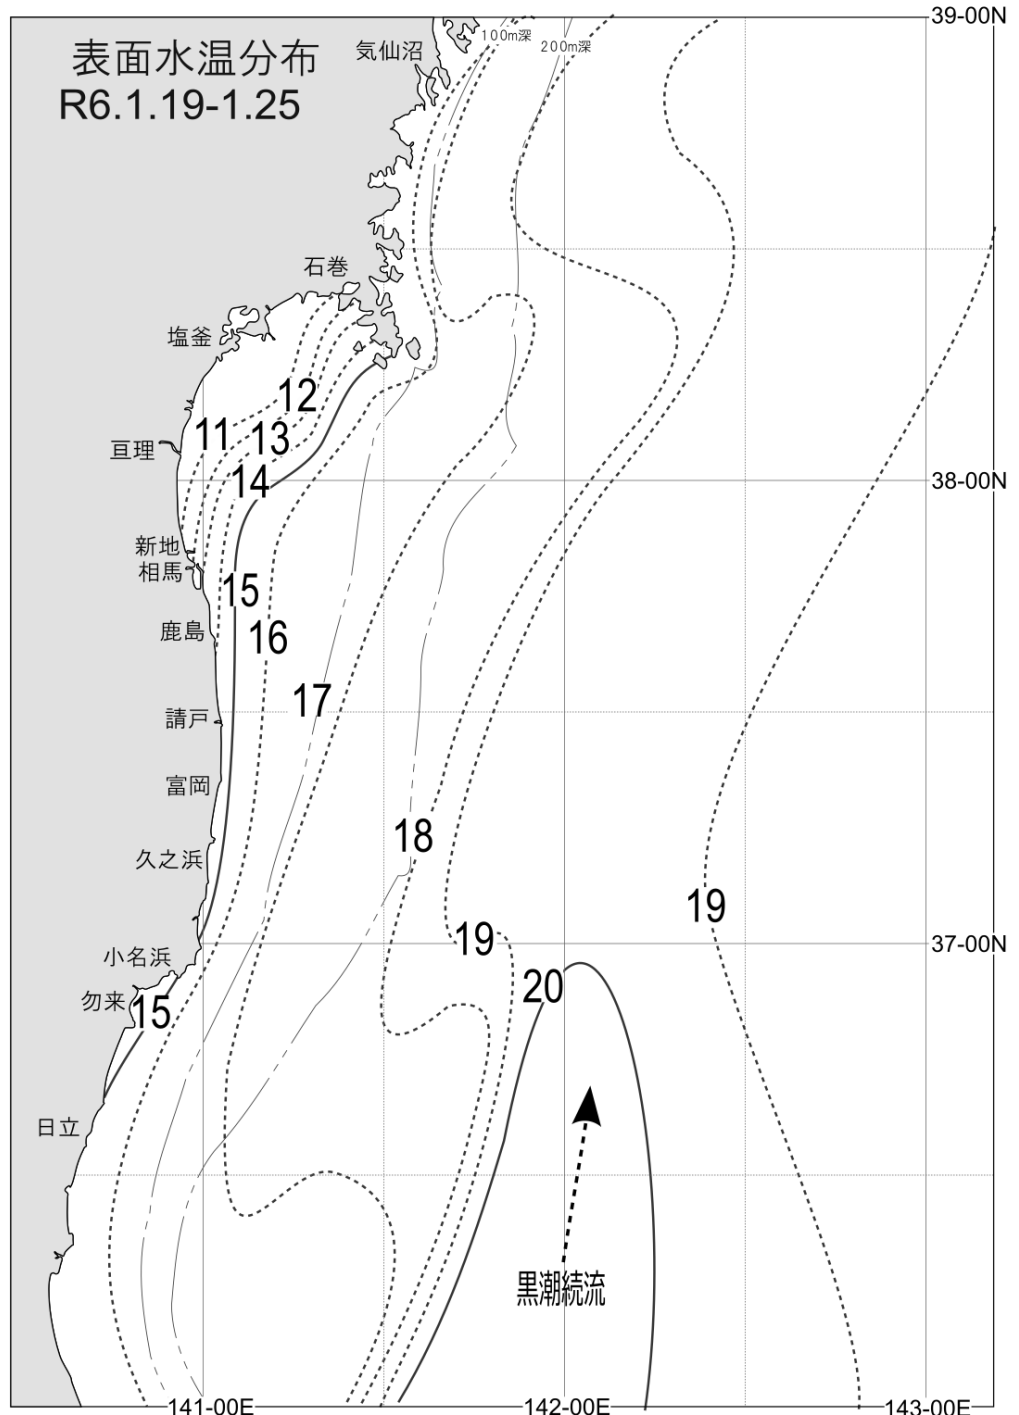 39-00N
100m深
200m深
表面水温分布
R6.1.19-1.25
気仙沼
石巻
塩釜
12
11
13
亘理
14
38-00N
新地
相馬
15
16
鹿島
17
請戸
富岡
18
久之浜
19
19
37-00N
小名浜
20
勿来
15
日立
黒潮続流
141-00E
142-00E
143-00E